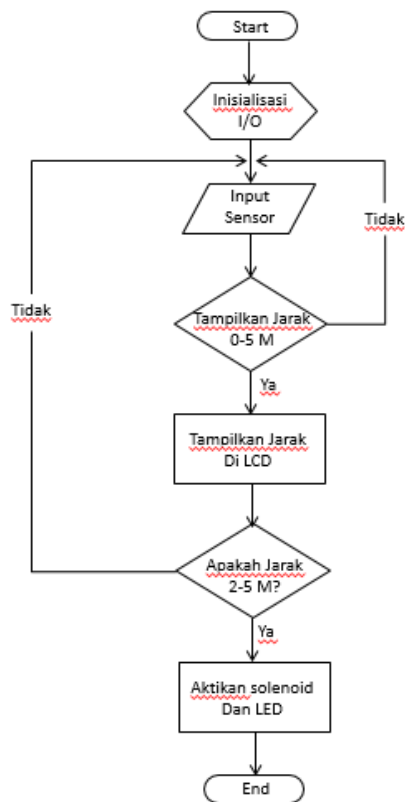 Start
Inisialisasi
I/O
Input
Sensor
Tidak
Tampilkan Jarak
0-5 M
Tidak
Ya
Tampilkan Jarak
Di LCD
Apakah Jarak
2-5 M?
Ya
Aktikan solenoid
Dan LED
End